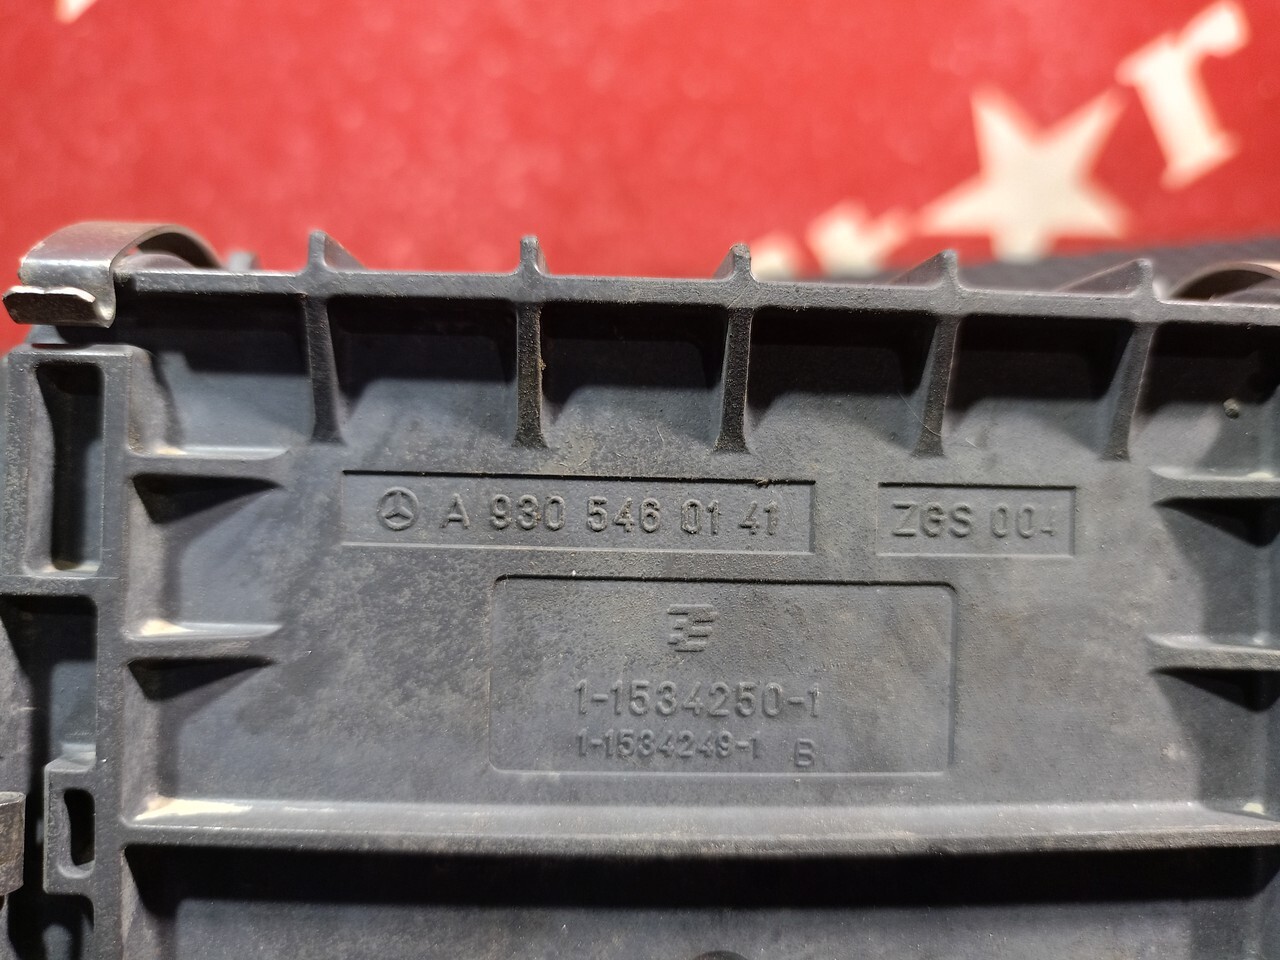 r
A 930 546 01 41
ZGS 004
1-1534250-1
1-1534249-1 B